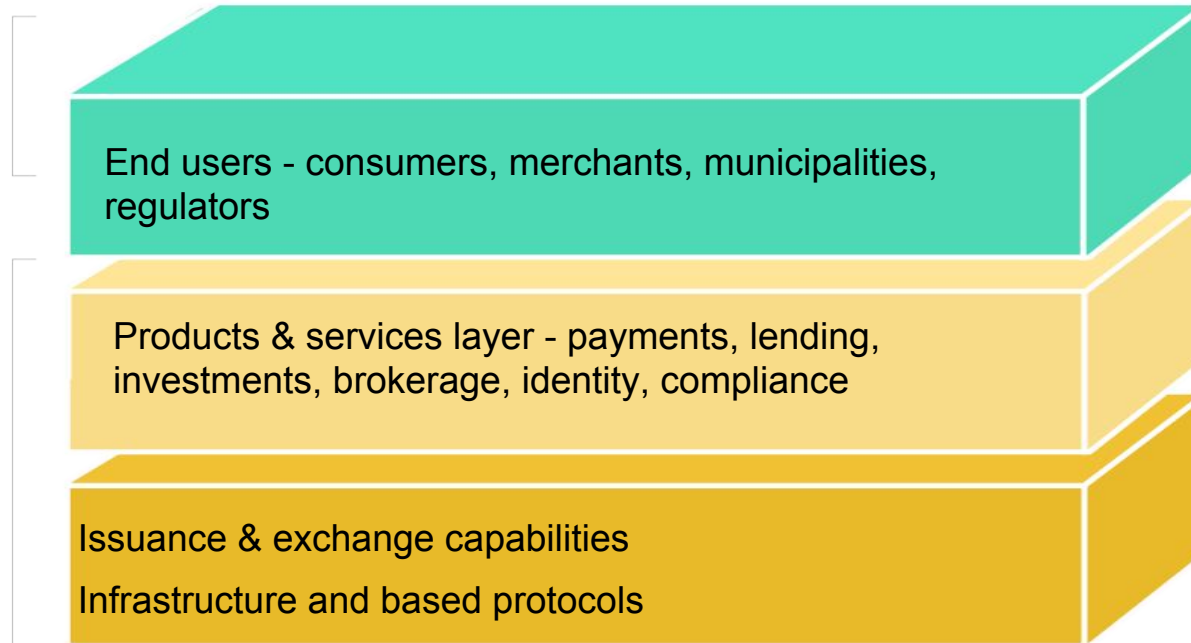 End users - consumers, merchants, municipalities,
regulators
Products & services layer - payments, lending,
investments, brokerage, identity, compliance
Issuance & exchange capabilities
Infrastructure and based protocols